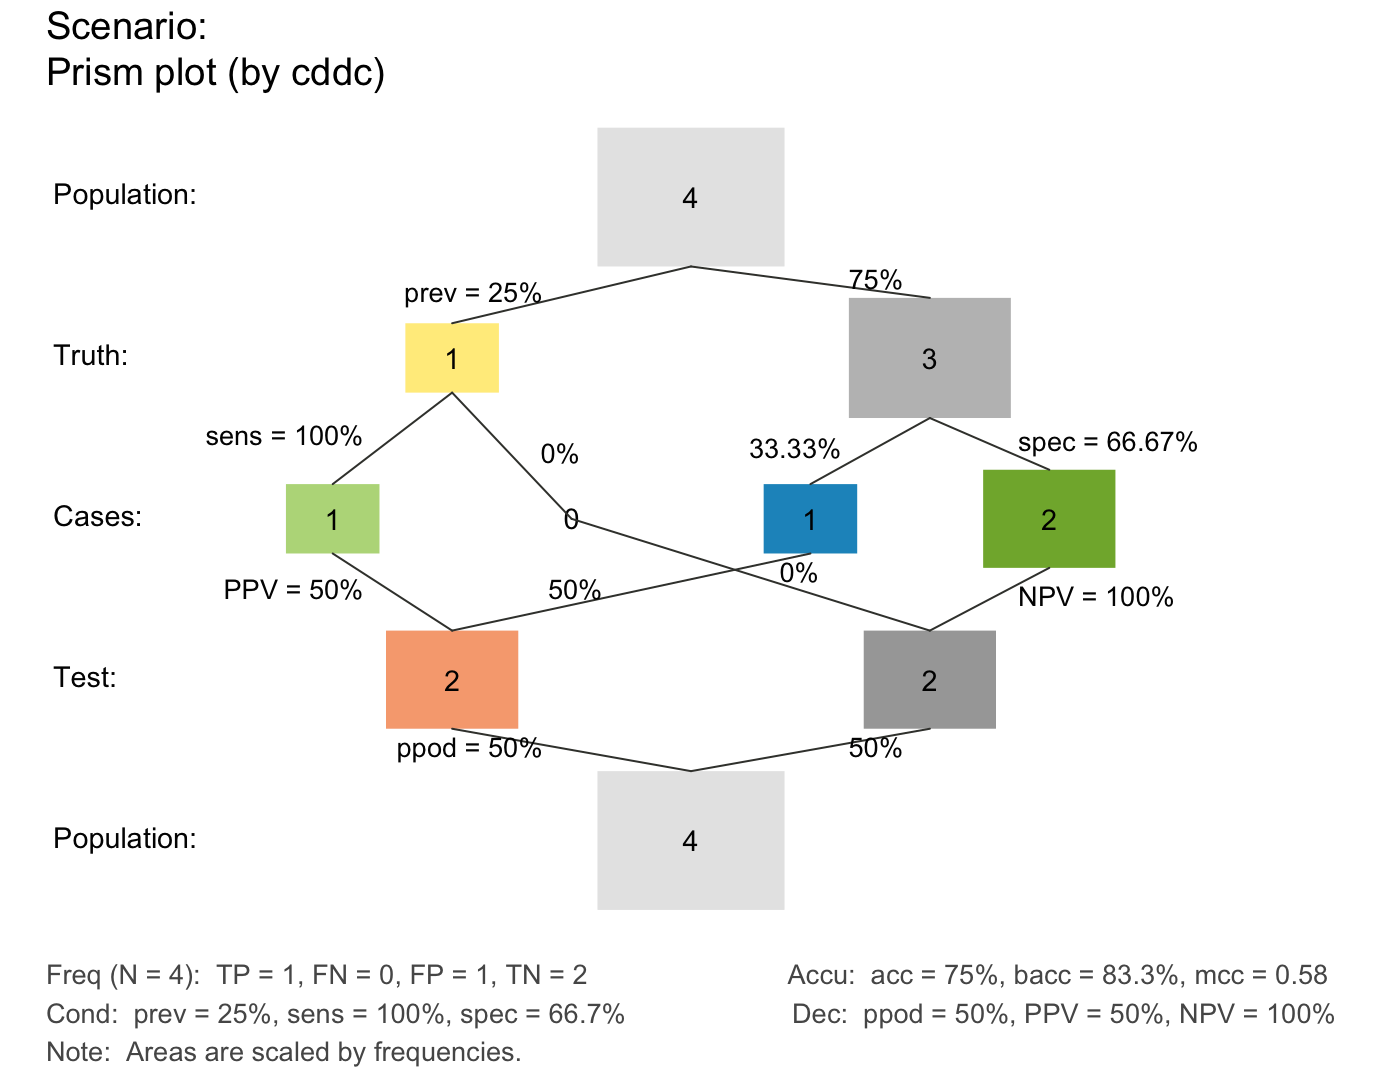 Scenario:
Prism plot (by cddc)
Population:
4
prev = 25%
75%
Truth:
1
3
sens = 100%
0%
33.33%
spec = 66.67%
Cases:
1
0
1
2
PPV = 50%
50%
0%
NPV = 100%
Test:
2
2
ppod = 50%
50%
Population:
4
Freq (N = 4):  TP = 1, FN = 0, FP = 1, TN = 2
Accu:  acc = 75%, bacc = 83.3%, mcc = 0.58
Cond:  prev = 25%, sens = 100%, spec = 66.7%
Dec:  ppod = 50%, PPV = 50%, NPV = 100%
Note:  Areas are scaled by frequencies.